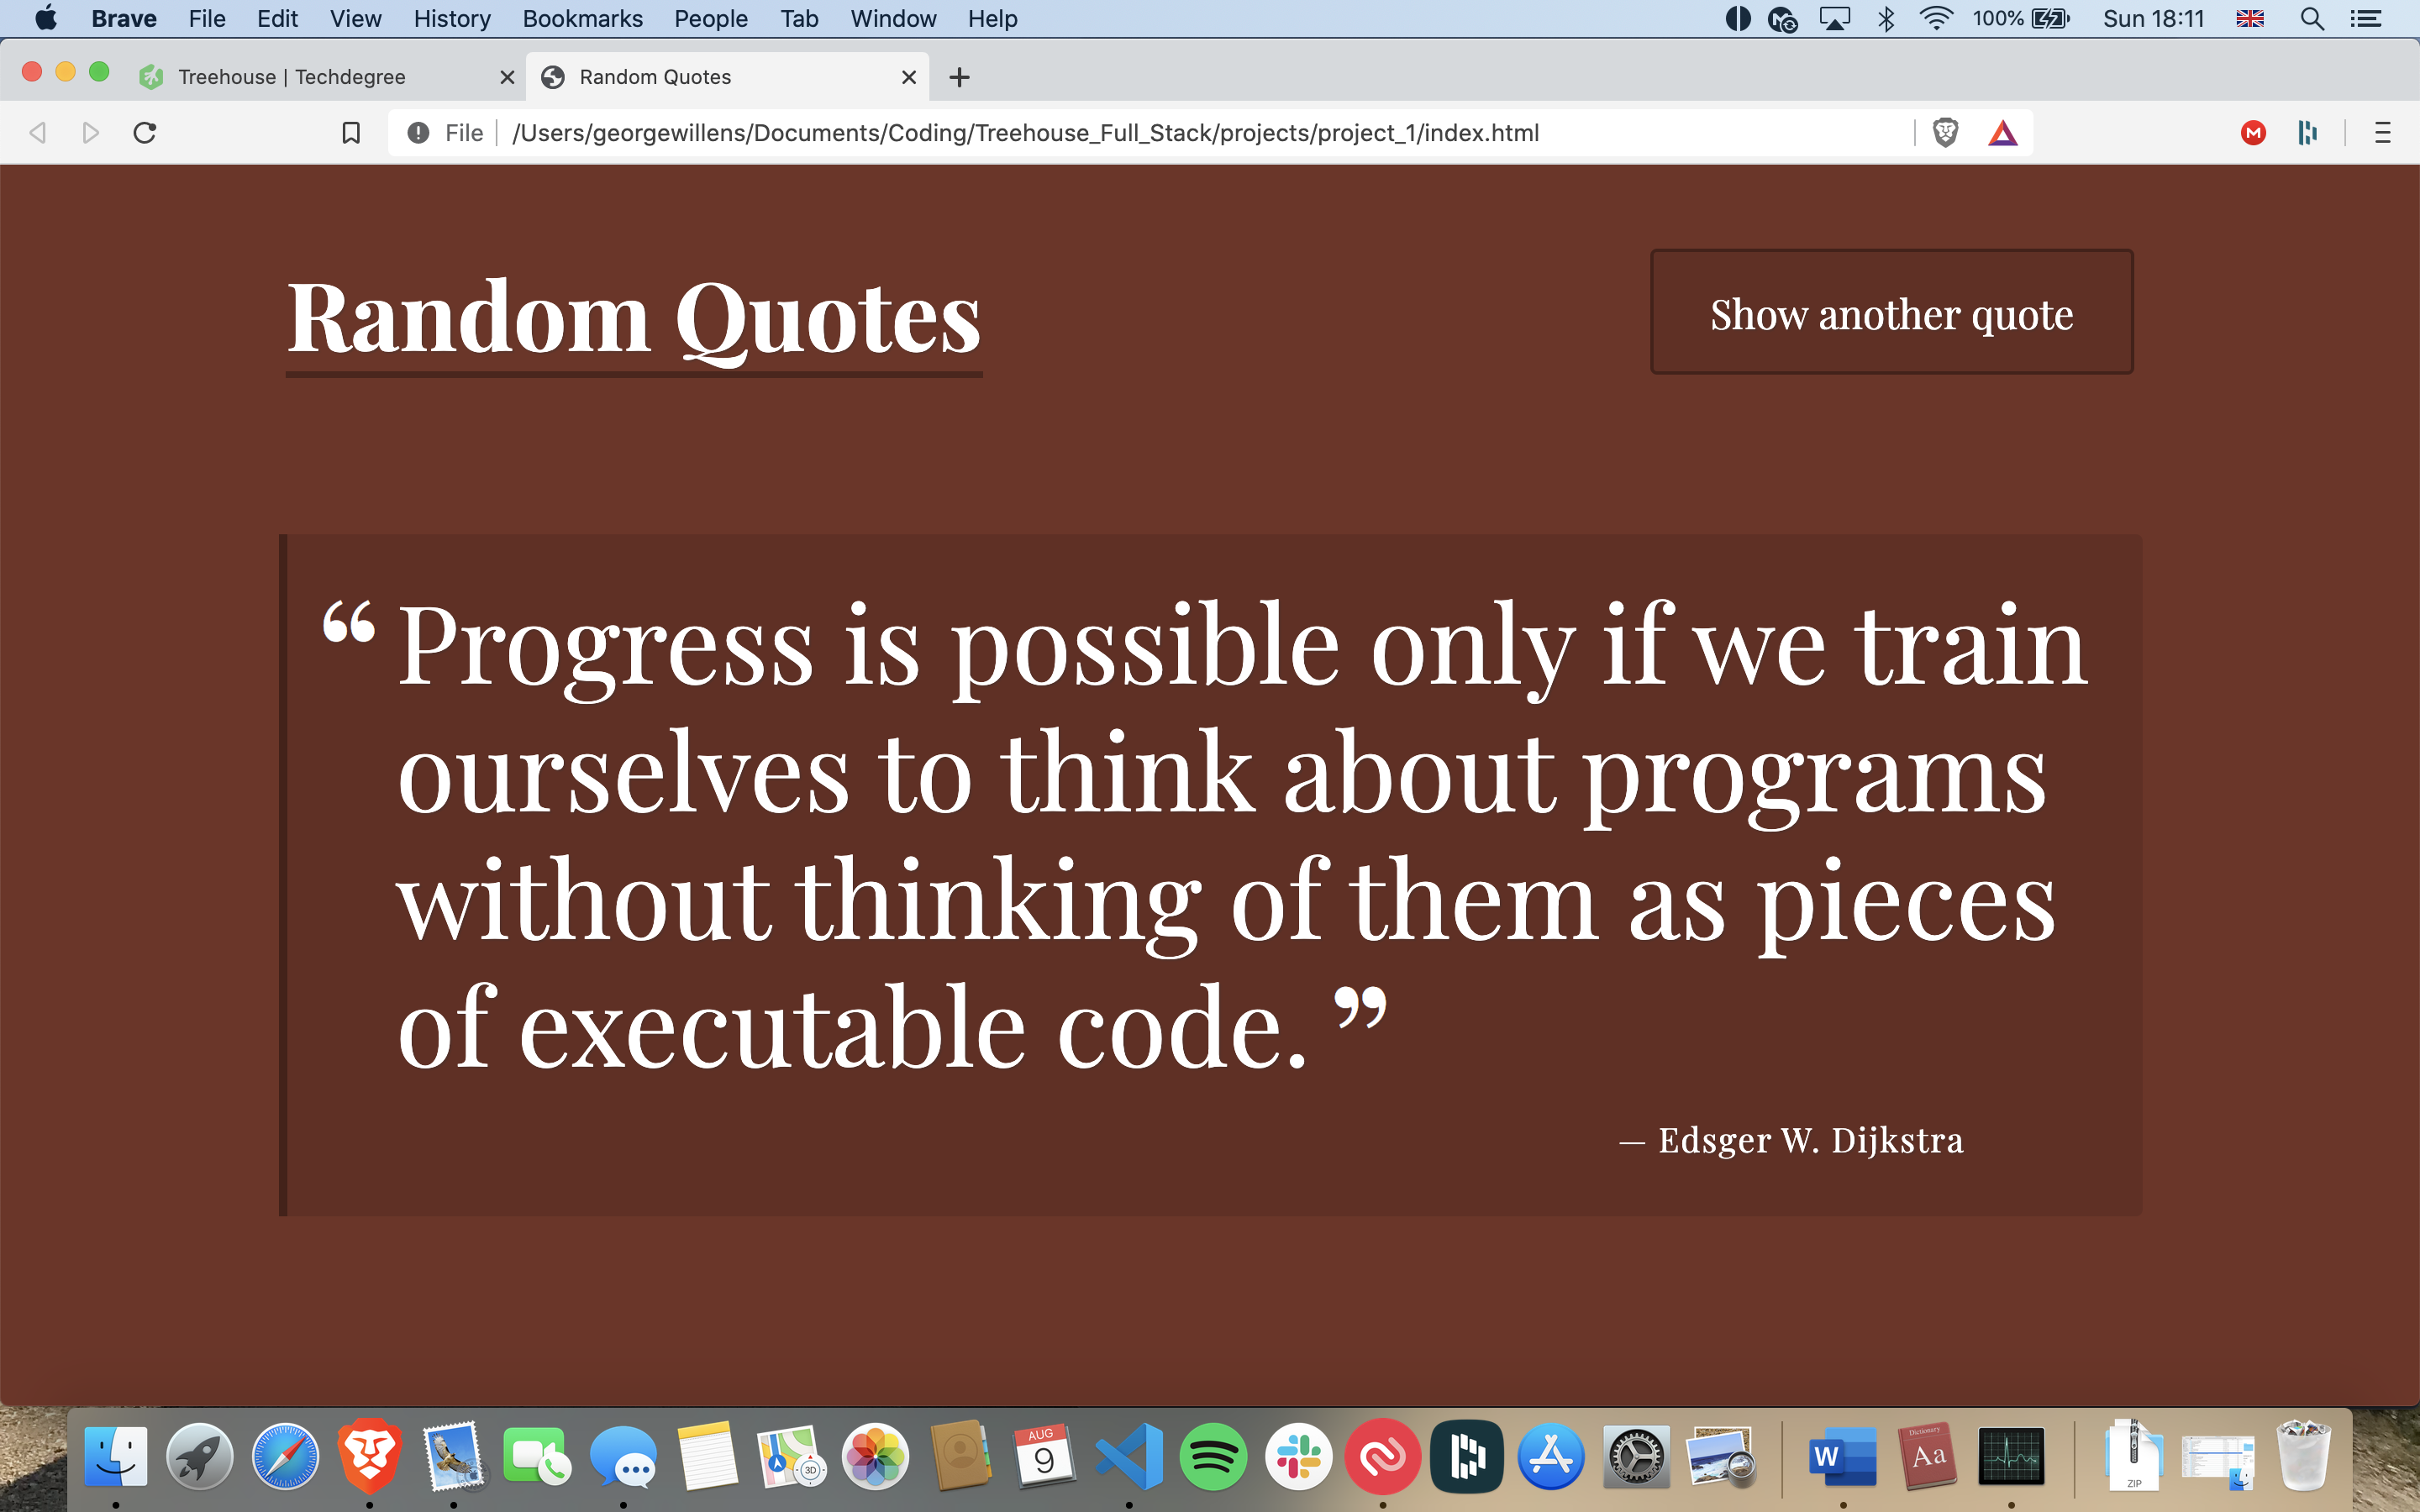 Brave File Edit View History Bookmarks People Tab Window Help 100% Sun 18:11
Treehouse | Techdegree Random Quotes
File /Users/georgewillens/Documents/Coding/Treehouse_Full_Stack/projects/project_1/index.html
Random Quotes
Show another quote
“ Progress is possible only if we train
ourselves to think about programs
without thinking of them as pieces
of executable code. ”
— Edsger W. Dijkstra
AUG
9
3D
W
Dictionary
Aa
ZIP